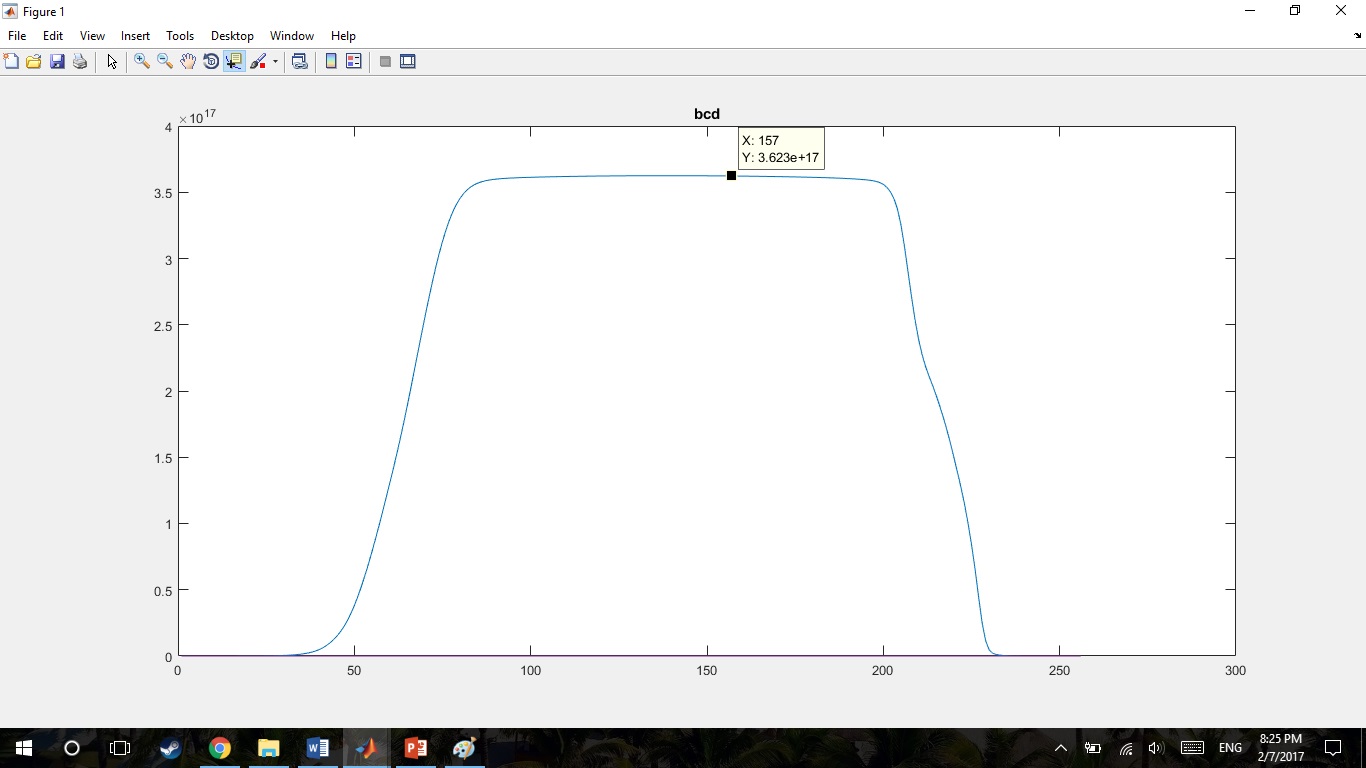 Figure 1
File Edit View Insert Tools Desktop Window Help
bcd
×10^17
X: 157
Y: 3.623e+17
4
3.5
3
2.5
2
1.5
1
0.5
0
0 50 100 150 200 250 300
ENG
8:25 PM
2/7/2017